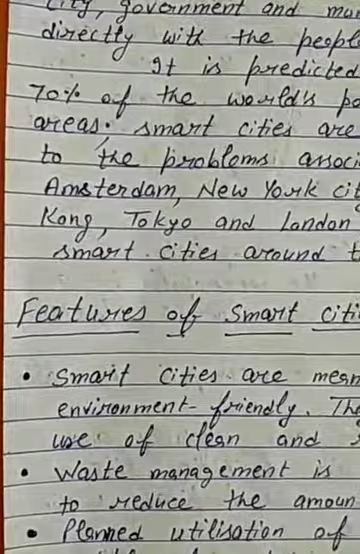 city, government and
directly with the peopl
It is predicted
70% of the world's po
areas. smart cities are
to the problems associ
Amsterdam, New York cit
Kong, Tokyo and London
smart cities around t
Features of Smart citi
• Smart cities are mean
environment-friendly. The
use of clean and
• Waste management is
to reduce the amoun
• Planned utilisation of